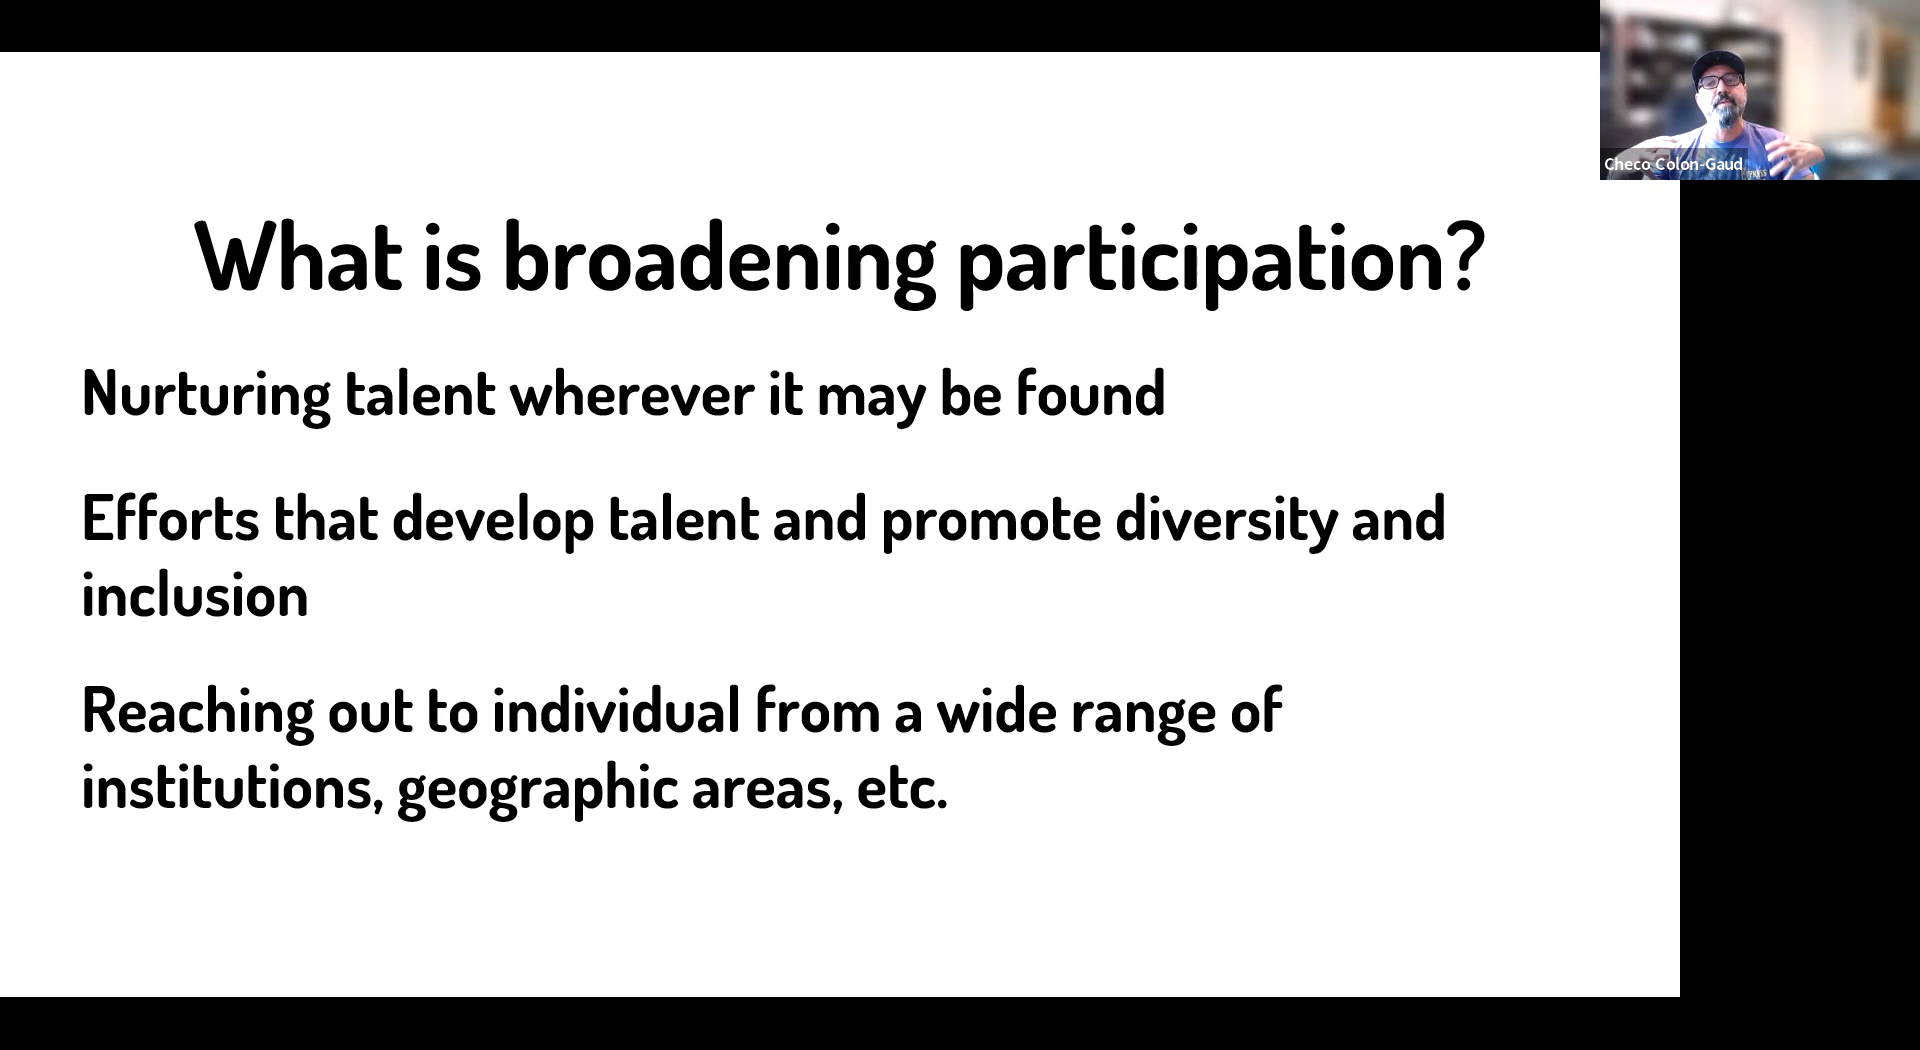 What is broadening participation?
Nurturing talent wherever it may be found
Efforts that develop talent and promote diversity and
inclusion
Reaching out to individual from a wide range of
institutions, geographic areas, etc.
Checo Colon-Gaud